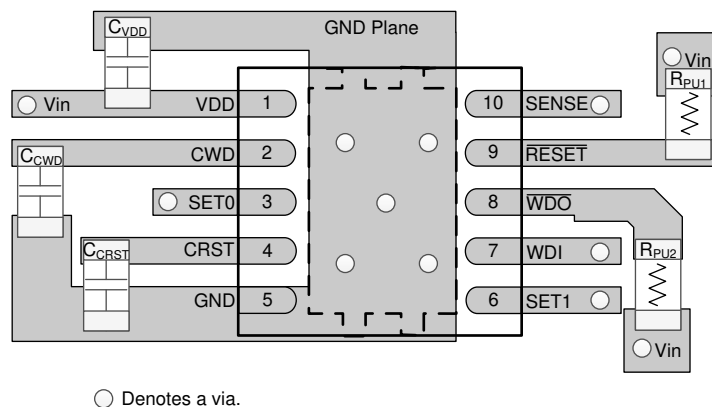 CVDD
GND Plane
Vin
RPU1
Vin
VDD
1
10
SENSE
CWD
2
9
RESET
CCWD
SET0
3
8
WDO
CCRST
CRST
4
7
WDI
RPU2
GND
5
6
SET1
Vin
Denotes a via.